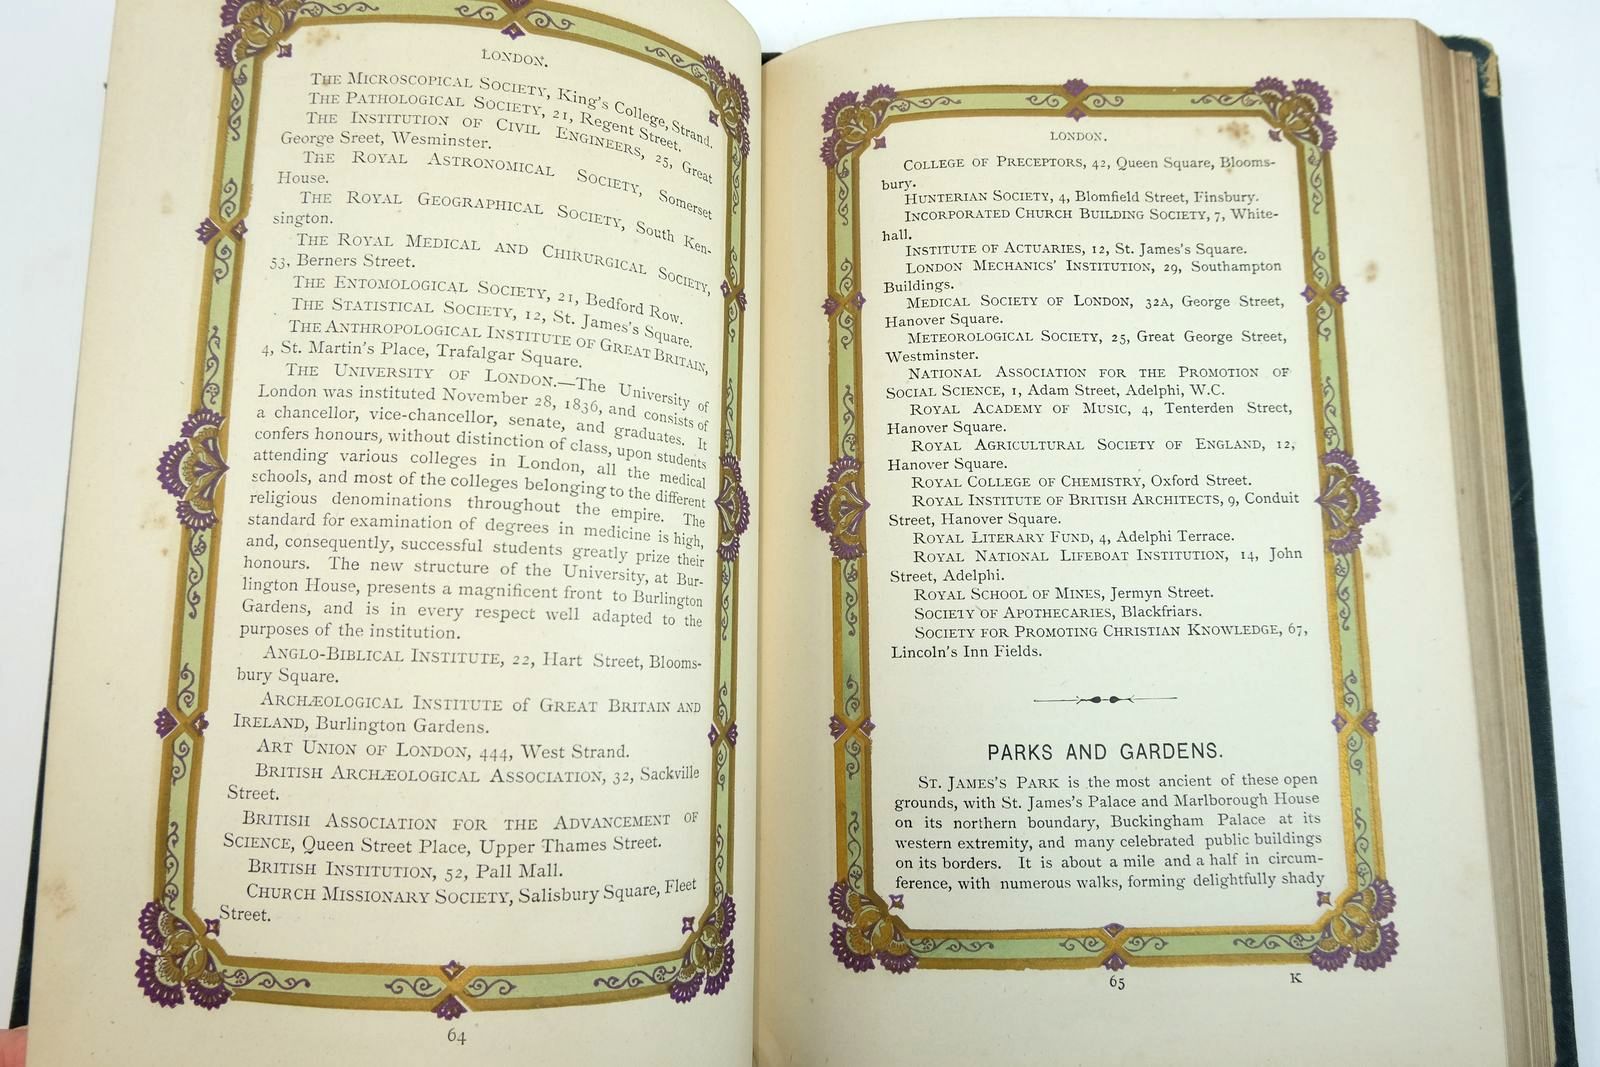 LONDON.
THE MICROSCOPICAL SOCIETY, King's College, Strand.
THE PATHOLOGICAL SOCIETY, 21, Regent Street.
THE INSTITUTION OF CIVIL ENGINEERS, 25, Great
George Sreet, Wesminster.
THE ROYAL ASTRONOMICAL SOCIETY, Somerset
House.
THE ROYAL GEOGRAPHICAL SOCIETY, South Ken-
sington.
THE ROYAL MEDICAL AND CHIRURGICAL SOCIETY,
53, Berners Street.
THE ENTOMOLOGICAL SOCIETY, 21, Bedford Row.
THE STATISTICAL SOCIETY, 12, St. James's Square.
THE ANTHROPOLOGICAL INSTITUTE OF GREAT BRITAIN,
4, St. Martin's Place, Trafalgar Square.
THE UNIVERSITY OF LONDON.—The University of
London was instituted November 28, 1836, and consists of
a chancellor, vice-chancellor, senate, and graduates. It
confers honours, without distinction of class, upon students
attending various colleges in London, all the medical
schools, and most of the colleges belonging to the different
religious denominations throughout the empire. The
standard for examination of degrees in medicine is high,
and, consequently, successful students greatly prize their
honours. The new structure of the University, at Bur-
lington House, presents a magnificent front to Burlington
Gardens, and is in every respect well adapted to the
purposes of the institution.
ANGLO-BIBLICAL INSTITUTE, 22, Hart Street, Blooms-
bury Square.
ARCHÆOLOGICAL INSTITUTE of GREAT BRITAIN AND
IRELAND, Burlington Gardens.
ART UNION OF LONDON, 444, West Strand.
BRITISH ARCHÆOLOGICAL ASSOCIATION, 32, Sackville
Street.
BRITISH ASSOCIATION FOR THE ADVANCEMENT OF
SCIENCE, Queen Street Place, Upper Thames Street.
BRITISH INSTITUTION, 52, Pall Mall.
CHURCH MISSIONARY SOCIETY, Salisbury Square, Fleet
Street.
64
LONDON.
COLLEGE OF PRECEPTORS, 42, Queen Square, Blooms-
bury.
HUNTERIAN SOCIETY, 4, Blomfield Street, Finsbury.
INCORPORATED CHURCH BUILDING SOCIETY, 7, White-
hall.
INSTITUTE OF ACTUARIES, 12, St. James's Square.
LONDON MECHANICS' INSTITUTION, 29, Southampton
Buildings.
MEDICAL SOCIETY OF LONDON, 32A, George Street,
Hanover Square.
METEOROLOGICAL SOCIETY, 25, Great George Street,
Westminster.
NATIONAL ASSOCIATION FOR THE PROMOTION OF
SOCIAL SCIENCE, 1, Adam Street, Adelphi, W.C.
ROYAL ACADEMY OF MUSIC, 4, Tenterden Street,
Hanover Square.
ROYAL AGRICULTURAL SOCIETY OF ENGLAND, 12,
Hanover Square.
ROYAL COLLEGE OF CHEMISTRY, Oxford Street.
ROYAL INSTITUTE OF BRITISH ARCHITECTS, 9, Conduit
Street, Hanover Square.
ROYAL LITERARY FUND, 4, Adelphi Terrace.
ROYAL NATIONAL LIFEBOAT INSTITUTION, 14, John
Street, Adelphi.
ROYAL SCHOOL OF MINES, Jermyn Street.
SOCIETY OF APOTHECARIES, Blackfriars.
SOCIETY FOR PROMOTING CHRISTIAN KNOWLEDGE, 67,
Lincoln's Inn Fields.
PARKS AND GARDENS.
ST. JAMES'S PARK is the most ancient of these open
grounds, with St. James's Palace and Marlborough House
on its northern boundary, Buckingham Palace at its
western extremity, and many celebrated public buildings
on its borders. It is about a mile and a half in circum-
ference, with numerous walks, forming delightfully shady
65 K